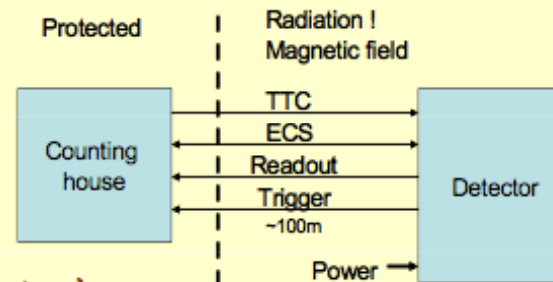 Protected
Radiation !
Magnetic field
TTC
ECS
Readout
Trigger
~100m
Counting
house
Detector
Power